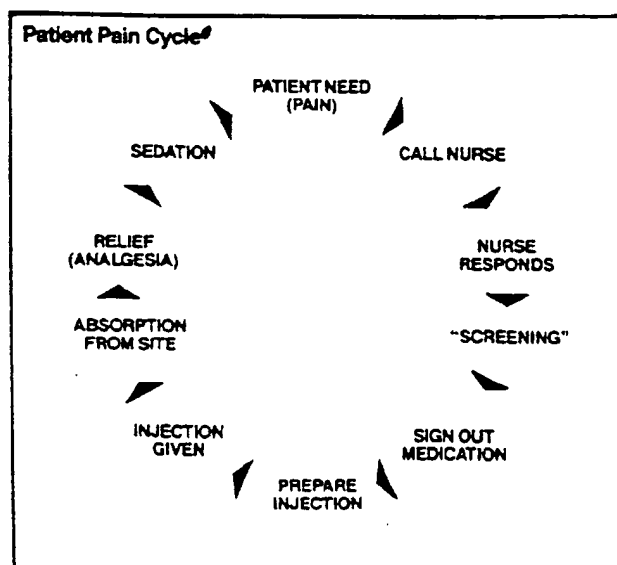 Patient Pain Cycle
PATIENT NEED
(PAIN)
CALL NURSE
NURSE
RESPONDS
"SCREENING"
SIGN OUT
MEDICATION
PREPARE
INJECTION
INJECTION
GIVEN
ABSORPTION
FROM SITE
RELIEF
(ANALGESIA)
SEDATION